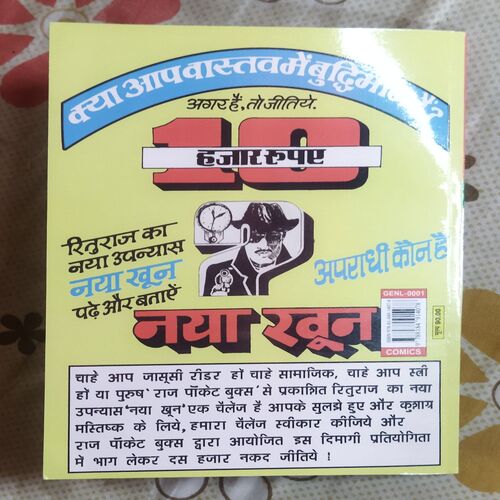 क्या आप वास्तव में
अगर हैं, तो जीतिये.
10
हजार रूपए
रितुराज का
नया उपन्यास
नया खून
पढ़े और बताऐं
?
अपराधी कौन है
नया खून
GENL-0001
मूल्य 90.00
COMICS
चाहे आप जासूसी रीडर हों चाहे सामाजिक, चाहे आप स्त्री
हों या पुरुष राज पॉकेट बुक्स से प्रकाशित रितुराज का नया
उपन्यास 'नया खून' एक चैलेंज है आपके सुलझे हुए और कुशाग्र
मस्तिष्क के लिये, हमारा चैलेंज स्वीकार कीजिये और
राज पॉकेट बुक्स द्वारा आयोजित इस दिमागी प्रतियोगिता
में भाग लेकर दस हजार नकद जीतिये !